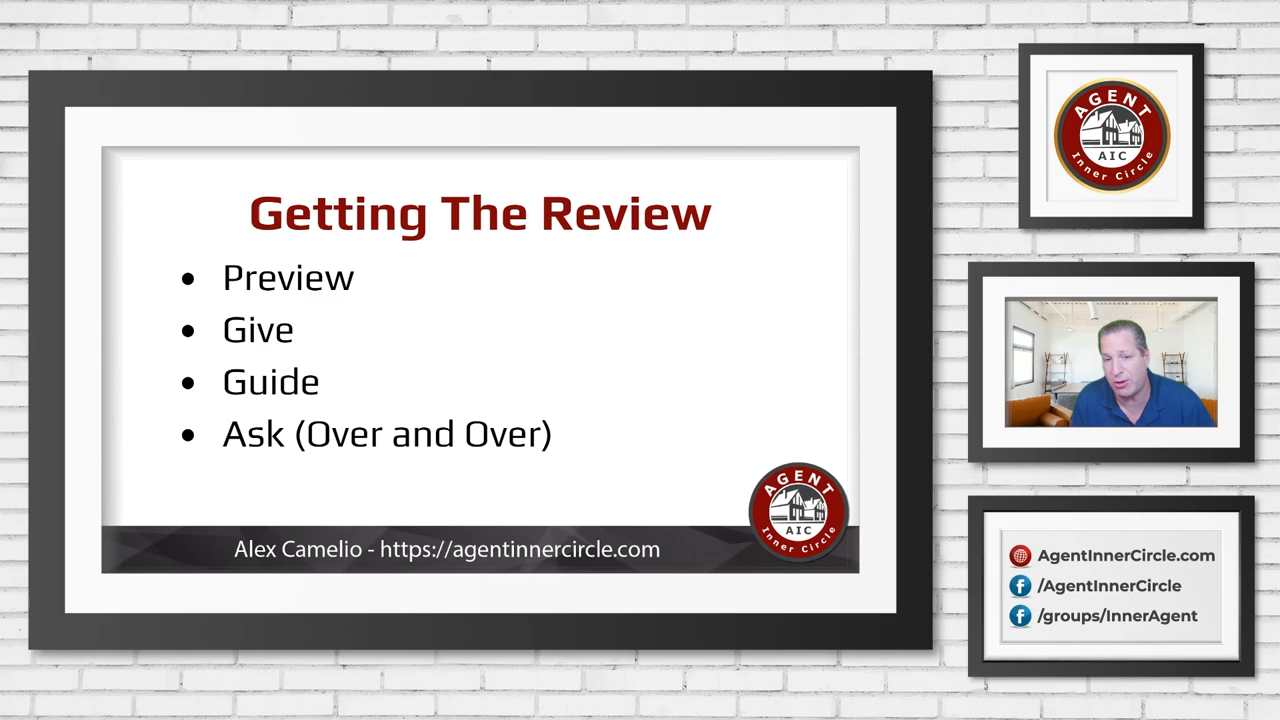 Getting The Review
• Preview
• Give
• Guide
• Ask (Over and Over)
AGENT
AIC
Inner Circle
Alex Camelio - https://agentinnercircle.com
AGENT
AIC
Inner Circle
AgentInnerCircle.com
/AgentInnerCircle
/groups/InnerAgent